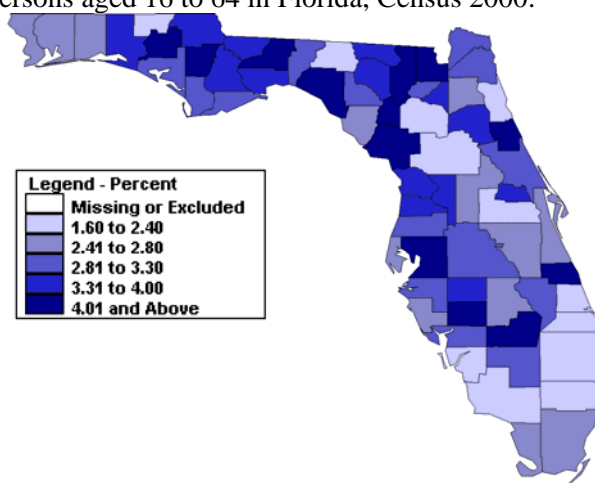 persons aged 16 to 64 in Florida, Census 2000.
Legend - Percent
Missing or Excluded
1.60 to 2.40
2.41 to 2.80
2.81 to 3.30
3.31 to 4.00
4.01 and Above